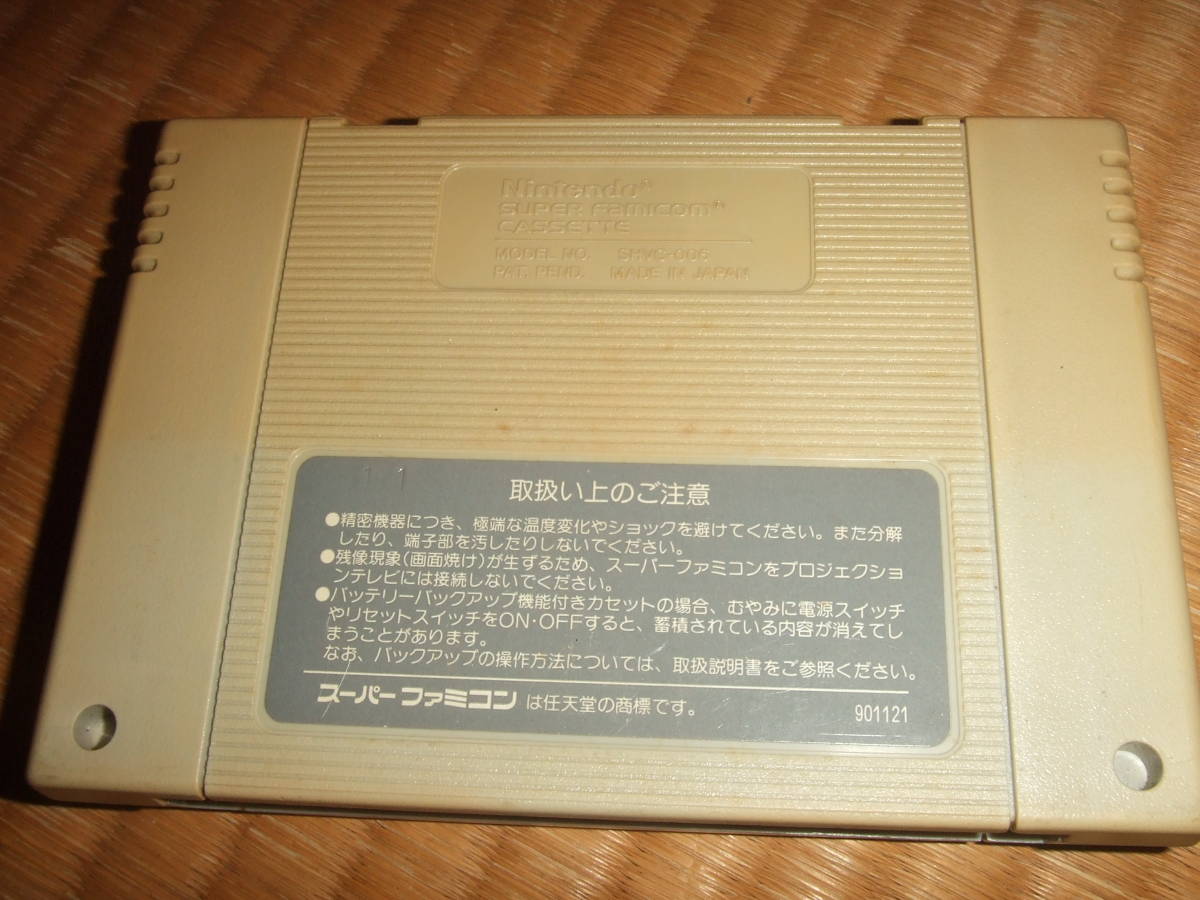 Nintendo®
SUPER FAMICOM®
CASSETTE
MODEL NO. SHVC-006
PAT. PEND. MADE IN JAPAN
11
取扱い上のご注意
●精密機器につき、極端な温度変化やショックを避けてください。また分解
したり、端子部を汚したりしないでください。
●残像現象(画面焼け)が生ずるため、スーパーファミコンをプロジェクショ
ンテレビには接続しないでください。
●バッテリーバックアップ機能付きカセットの場合、むやみに電源スイッチ
やリセットスイッチをON・OFFすると、蓄積されている内容が消えてし
まうことがあります。
なお、バックアップの操作方法については、取扱説明書をご参照ください。
スーパーファミコン は任天堂の商標です。
901121